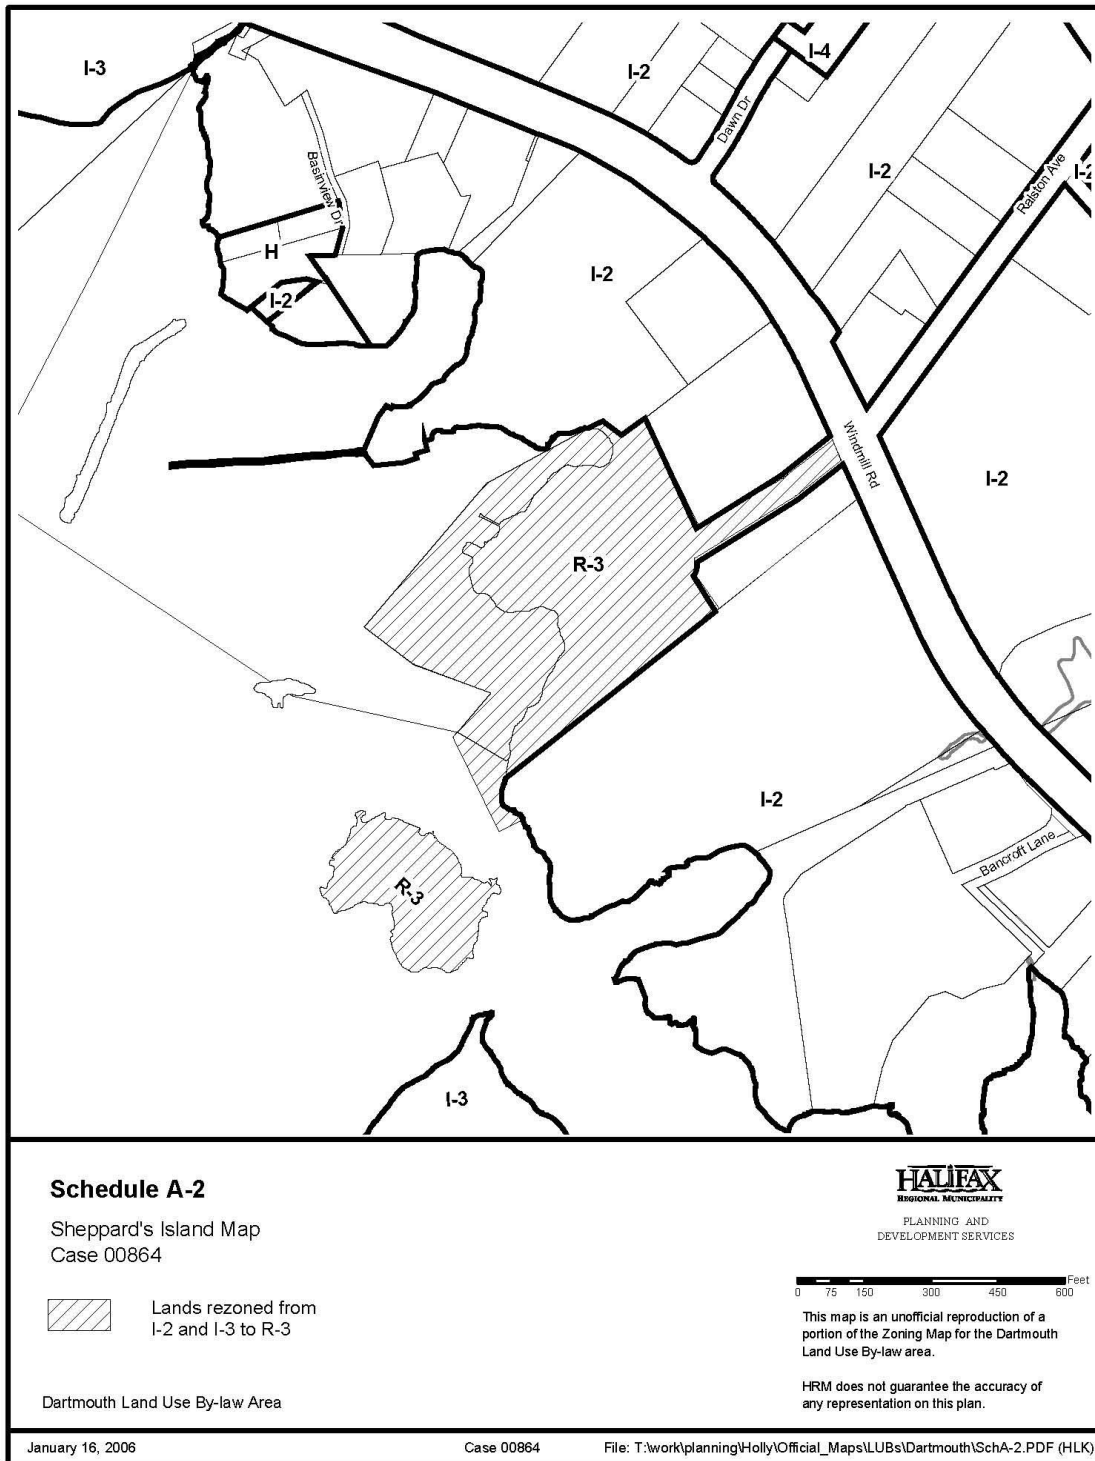 I-3
I-2
I-4
Dawn Dr
Basinview Dr
I-2
Ralston Ave
I-2
H
I-2
I-2
Windmill Rd
I-2
R-3
I-2
Bancroft Lane
R-3
I-3
Schedule A-2
Sheppard's Island Map
Case 00864
Lands rezoned from
I-2 and I-3 to R-3
Dartmouth Land Use By-law Area
HALIFAX
REGIONAL MUNICIPALITY
PLANNING AND
DEVELOPMENT SERVICES
Feet
0 75 150 300 450 600
This map is an unofficial reproduction of a
portion of the Zoning Map for the Dartmouth
Land Use By-law area.
HRM does not guarantee the accuracy of
any representation on this plan.
January 16, 2006 Case 00864 File: T:\work\planning\Holly\Official_Maps\LUBs\Dartmouth\SchA-2.PDF (HLK)